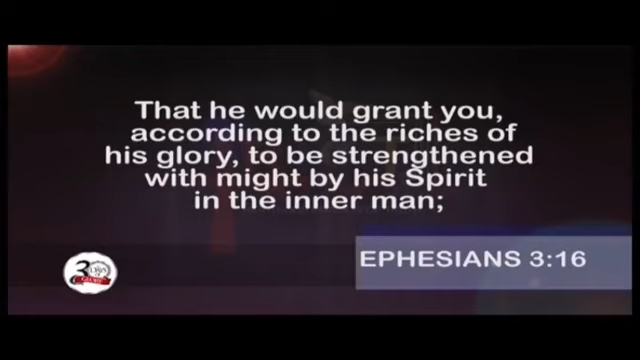 That he would grant you,
according to the riches of
his glory, to be strengthened
with might by his Spirit
in the inner man;
EPHESIANS 3:16
3